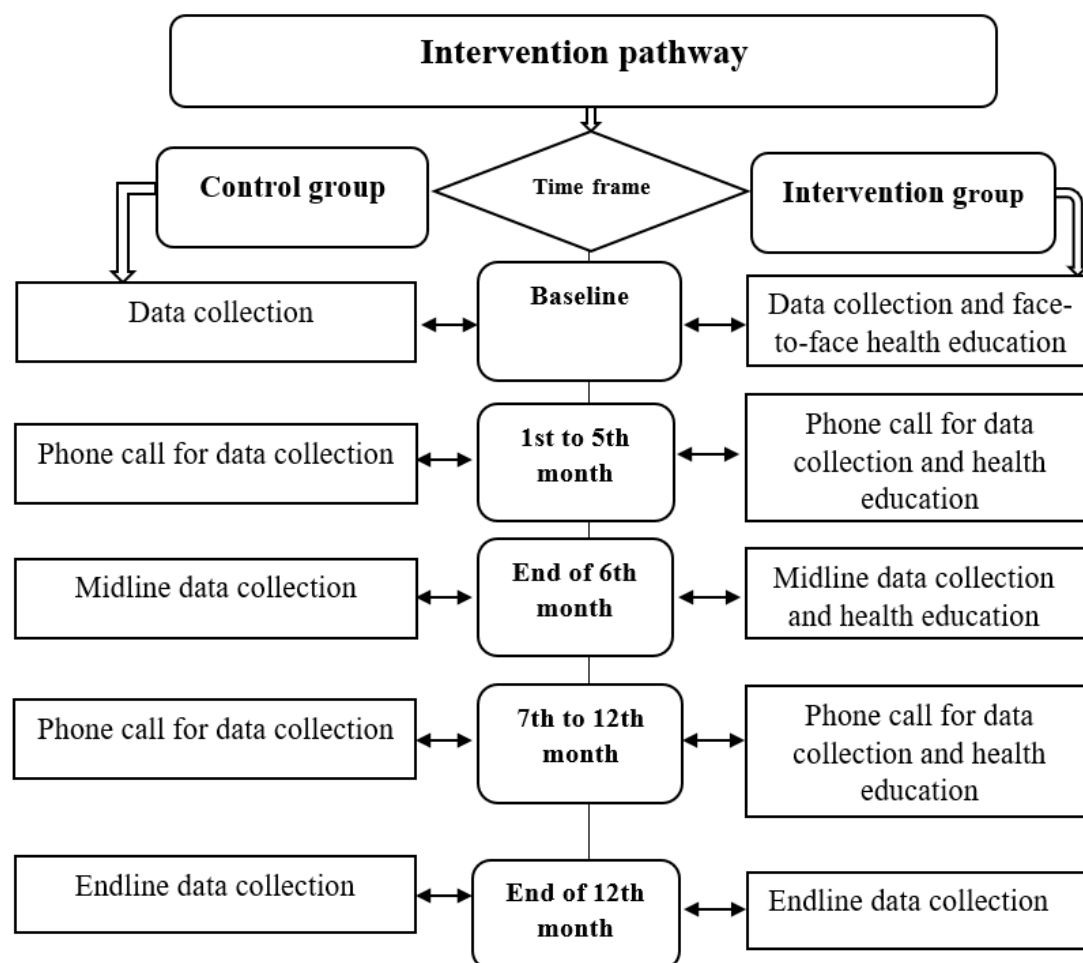 Intervention pathway
Control group
Time frame
Intervention group
Data collection
Baseline
Data collection and face-
to-face health education
Phone call for data collection
1st to 5th
month
Phone call for data
collection and health
education
Midline data collection
End of 6th
month
Midline data collection
and health education
Phone call for data collection
7th to 12th
month
Phone call for data
collection and health
education
Endline data collection
End of 12th
month
Endline data collection